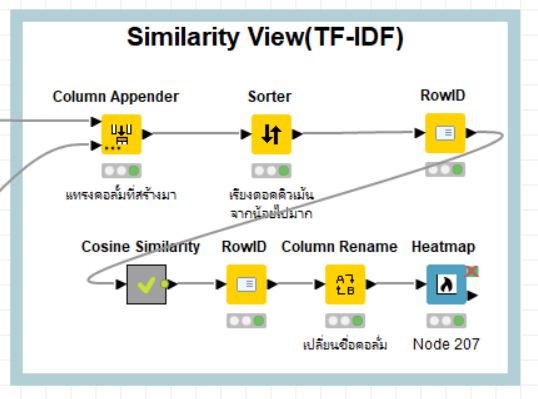 Similarity View(TF-IDF)
Column Appender
Sorter
RowID
แทรงคอลั้มที่สร้างมา
เรียงดอคคิวเม้น
จากน้อยไปมาก
Cosine Similarity
RowID
Column Rename
Heatmap
A
B
เปลี่ยนชื่อคอลั้ม
Node 207